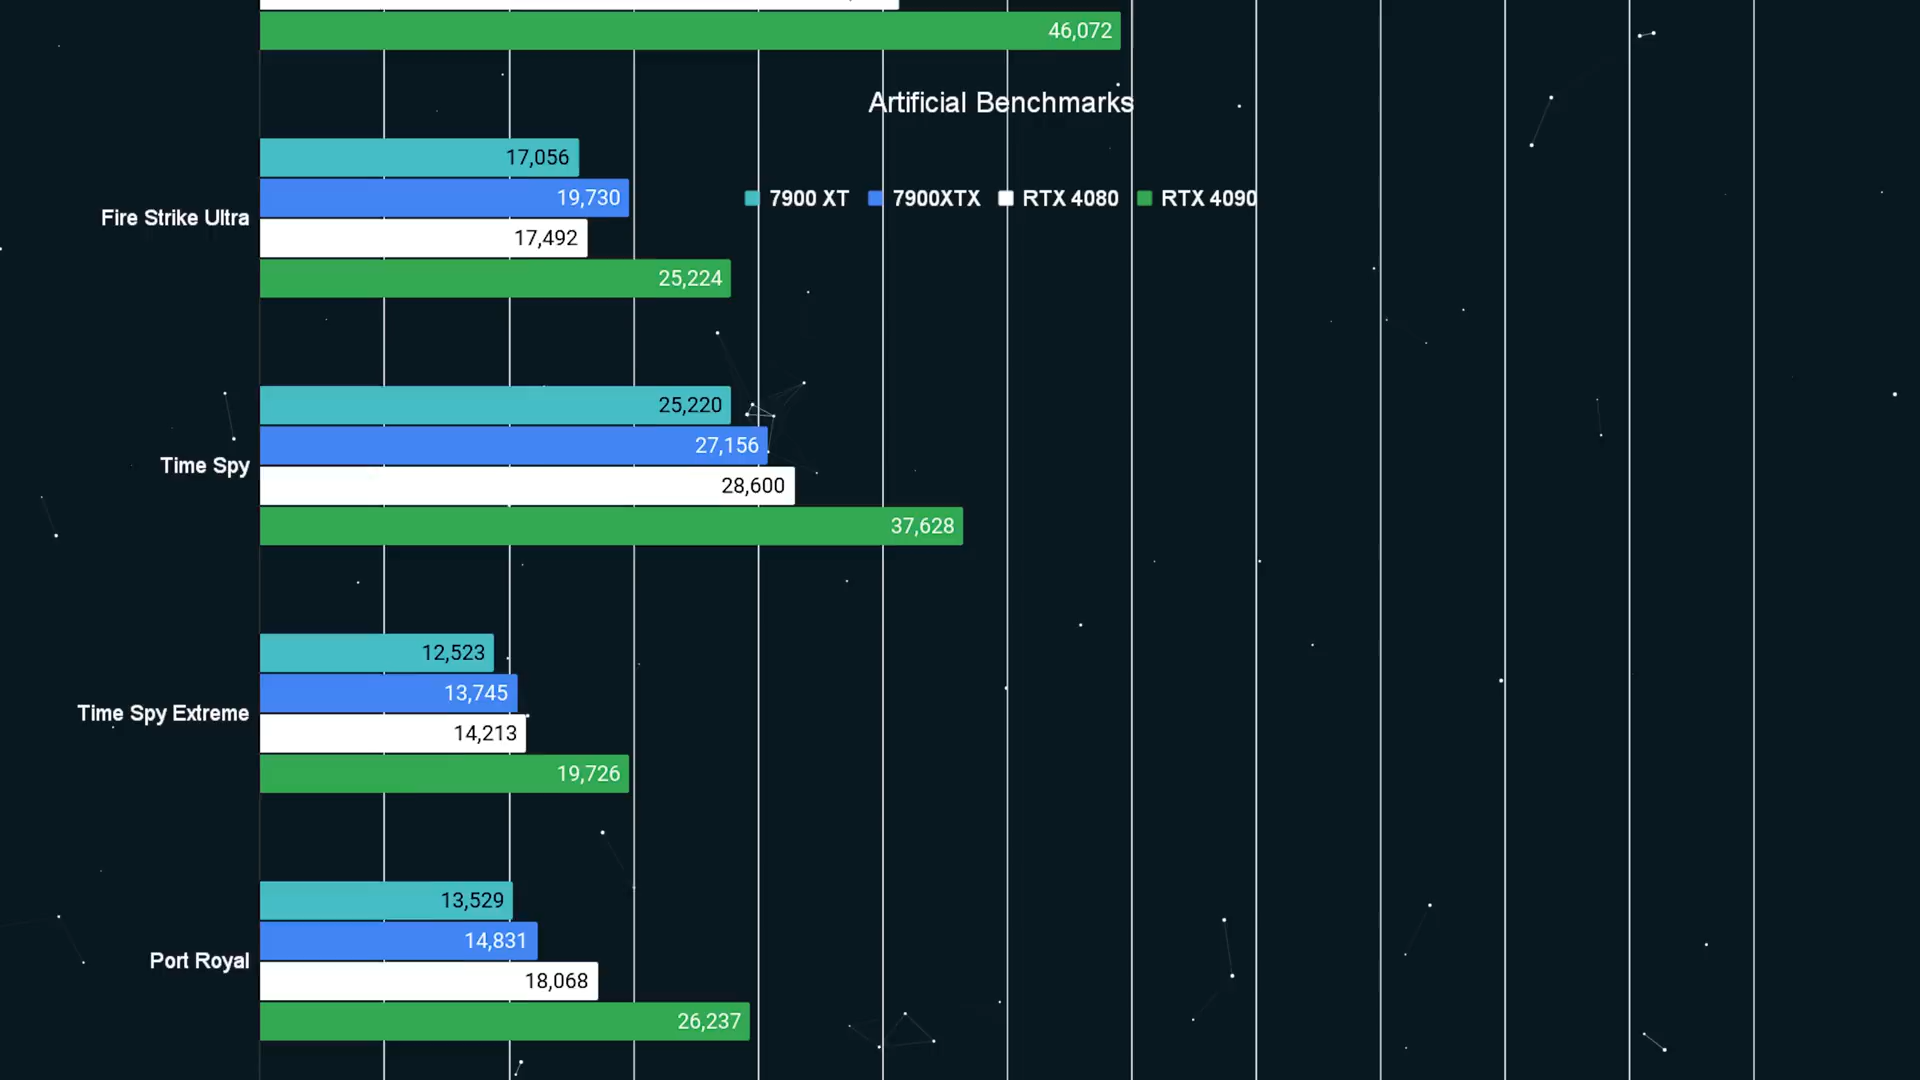 46,072
Artificial Benchmarks
7900 XT 7900XTX RTX 4080 RTX 4090
Fire Strike Ultra
17,056
19,730
17,492
25,224
Time Spy
25,220
27,156
28,600
37,628
Time Spy Extreme
12,523
13,745
14,213
19,726
Port Royal
13,529
14,831
18,068
26,237